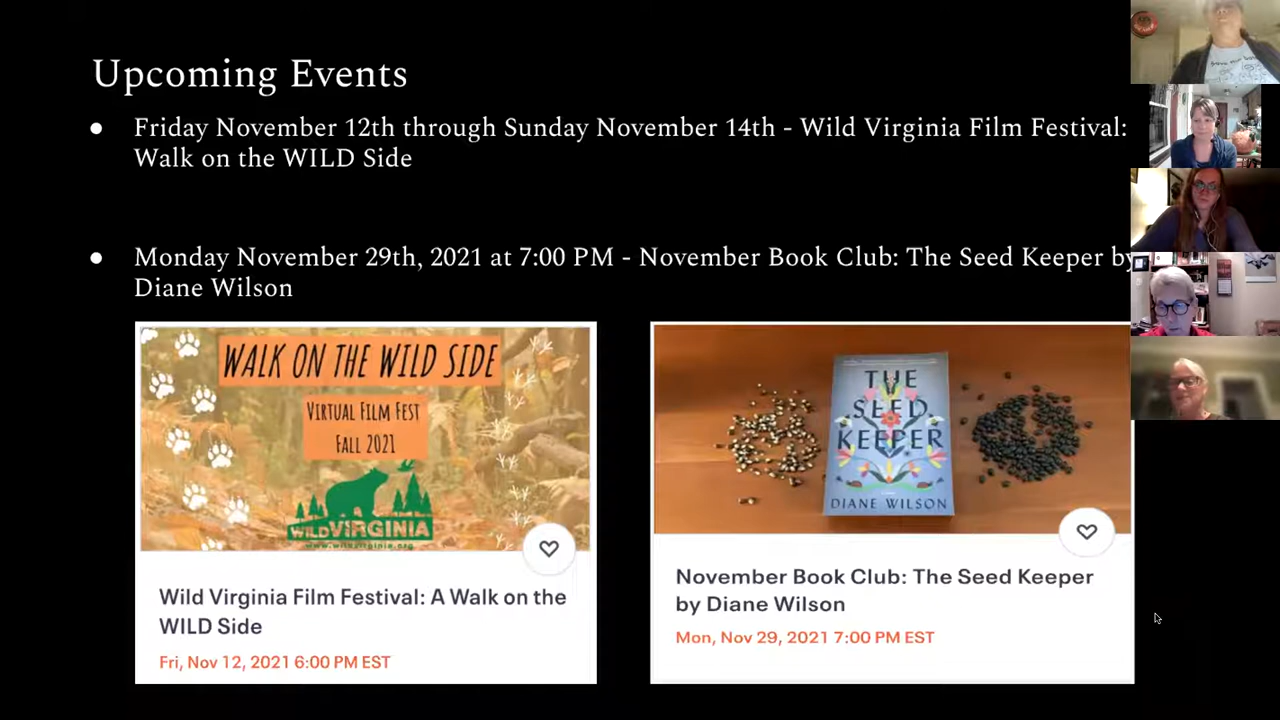 Upcoming Events
● Friday November 12th through Sunday November 14th - Wild Virginia Film Festival:
Walk on the WILD Side
● Monday November 29th, 2021 at 7:00 PM - November Book Club: The Seed Keeper by
Diane Wilson
WALK ON THE WILD SIDE
VIRTUAL FILM FEST
FALL 2021
WILD VIRGINIA
www.wildvirginia.org
Wild Virginia Film Festival: A Walk on the
WILD Side
Fri, Nov 12, 2021 6:00 PM EST
THE
SEED
KEEPER
DIANE WILSON
November Book Club: The Seed Keeper
by Diane Wilson
Mon, Nov 29, 2021 7:00 PM EST